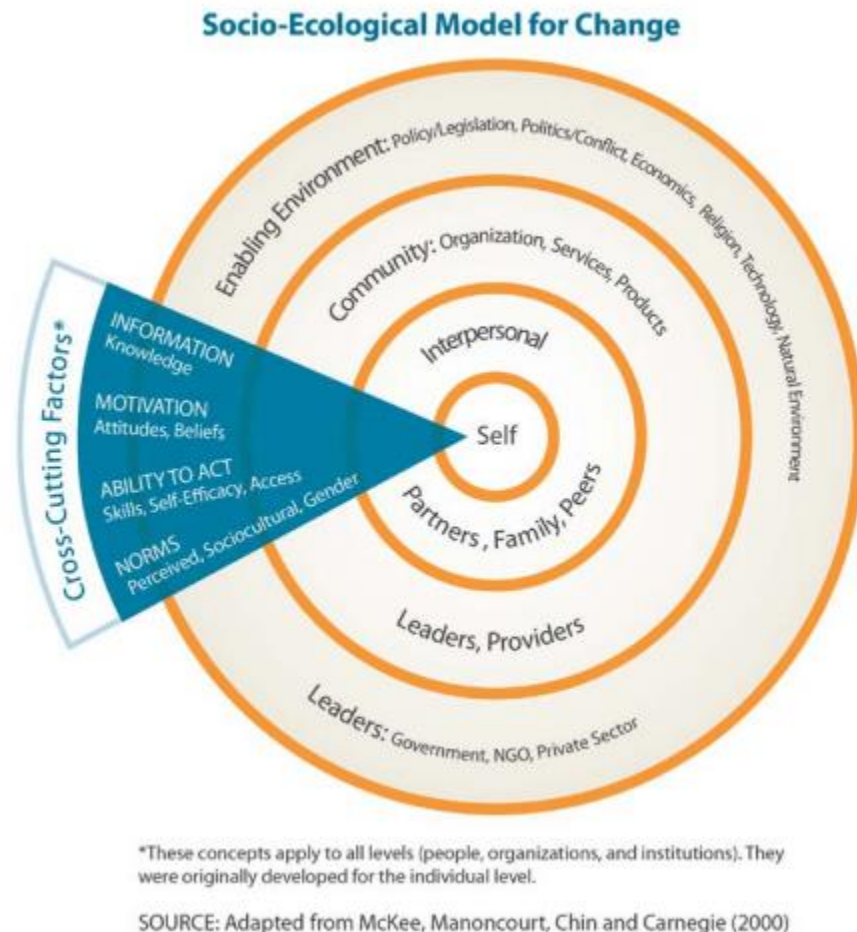 Socio-Ecological Model for Change
Enabling Environment: Policy/Legislation, Politics/Conflict, Economics, Religion, Technology, Natural Environment
Community: Organization, Services, Products
Interpersonal
Self
Partners, Family, Peers
Leaders, Providers
Leaders: Government, NGO, Private Sector
Cross-Cutting Factors*
INFORMATION
Knowledge
MOTIVATION
Attitudes, Beliefs
ABILITY TO ACT
Skills, Self-Efficacy, Access
NORMS
Perceived, Sociocultural, Gender
*These concepts apply to all levels (people, organizations, and institutions). They
were originally developed for the individual level.
SOURCE: Adapted from McKee, Manoncourt, Chin and Carnegie (2000)